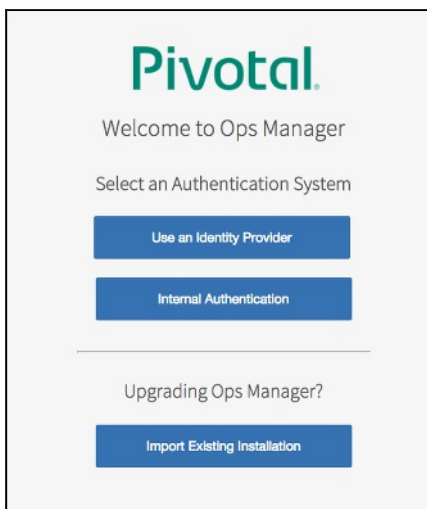 Pivotal.
Welcome to Ops Manager
Select an Authentication System
Use an Identity Provider
Internal Authentication
Upgrading Ops Manager?
Import Existing Installation